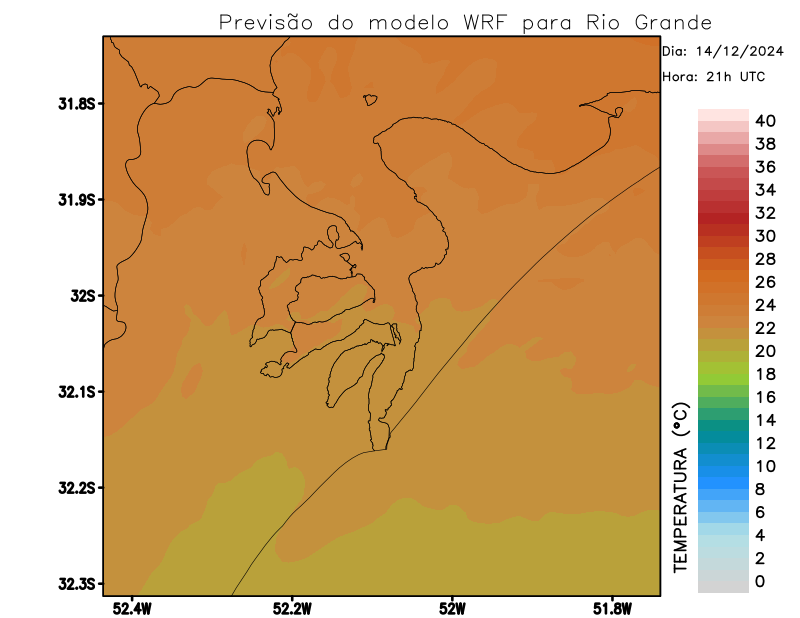 Previsão do modelo WRF para Rio Grande
Dia: 14/12/2024
Hora: 21h UTC
31.8S
31.9S
32S
32.1S
32.2S
32.3S
52.4W
52.2W
52W
51.8W
TEMPERATURA (°C)
40
38
36
34
32
30
28
26
24
22
20
18
16
14
12
10
8
6
4
2
0